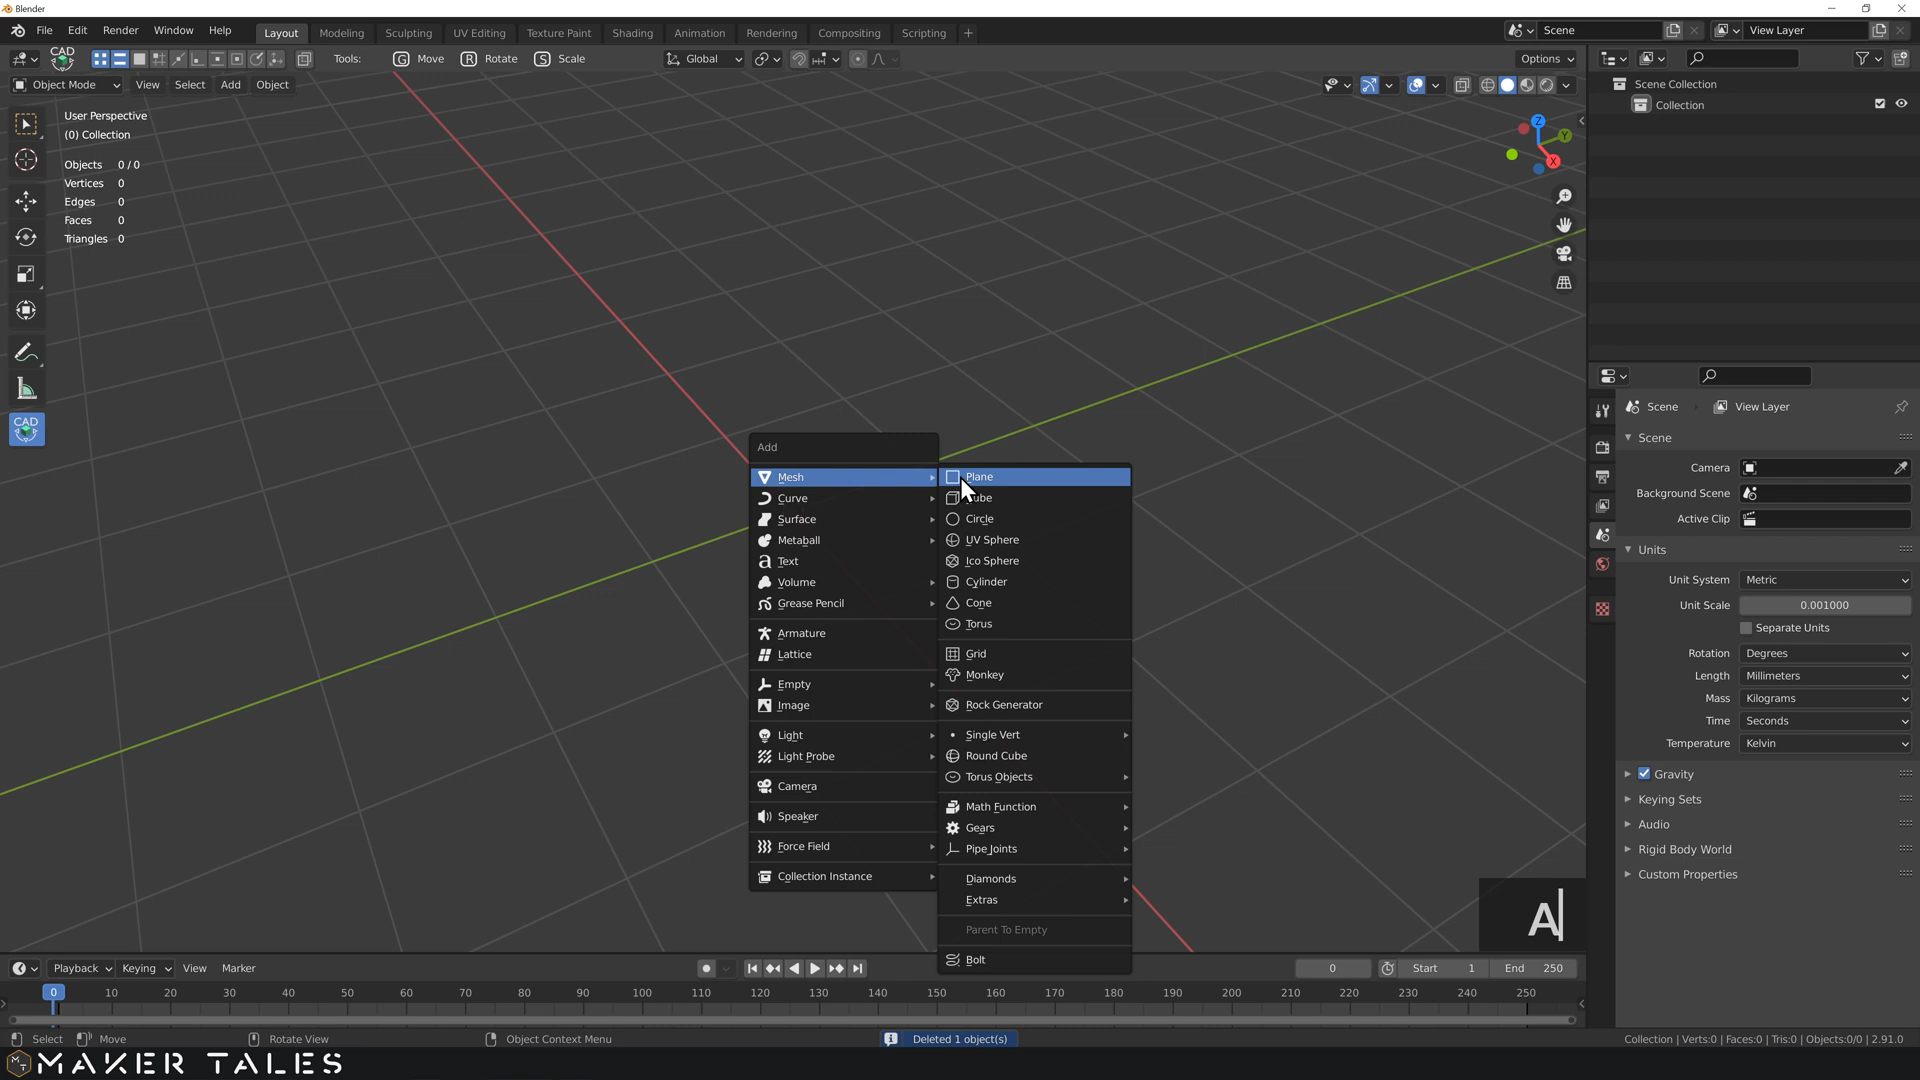 Blender
File Edit Render Window Help Layout Modeling Sculpting UV Editing Texture Paint Shading Animation Rendering Compositing Scripting + Scene View Layer
CAD Tools: G Move R Rotate S Scale Global Options
Object Mode View Select Add Object
Scene Collection
Collection
User Perspective
(0) Collection
Objects 0/0
Vertices 0
Edges 0
Faces 0
Triangles 0
Z
Y
X
CAD
Scene View Layer
Scene
Camera
Background Scene
Active Clip
Units
Unit System Metric
Unit Scale 0.001000
Separate Units
Rotation Degrees
Length Millimeters
Mass Kilograms
Time Seconds
Temperature Kelvin
Gravity
Keying Sets
Audio
Rigid Body World
Custom Properties
Add
Mesh
Curve
Surface
Metaball
Text
Volume
Grease Pencil
Armature
Lattice
Empty
Image
Light
Light Probe
Camera
Speaker
Force Field
Collection Instance
Plane
ube
Circle
UV Sphere
Ico Sphere
Cylinder
Cone
Torus
Grid
Monkey
Rock Generator
Single Vert
Round Cube
Torus Objects
Math Function
Gears
Pipe Joints
Diamonds
Extras
Parent To Empty
Bolt
A
Playback Keying View Marker 0 Start 1 End 250
0 10 20 30 40 50 60 70 80 90 100 110 120 130 140 150 160 170 180 190 200 210 220 230 240 250
Select Move Rotate View Object Context Menu Deleted 1 object(s) Collection | Verts:0 | Faces:0 | Tris:0 | Objects:0/0 | 2.91.0
MT MAKER TALES